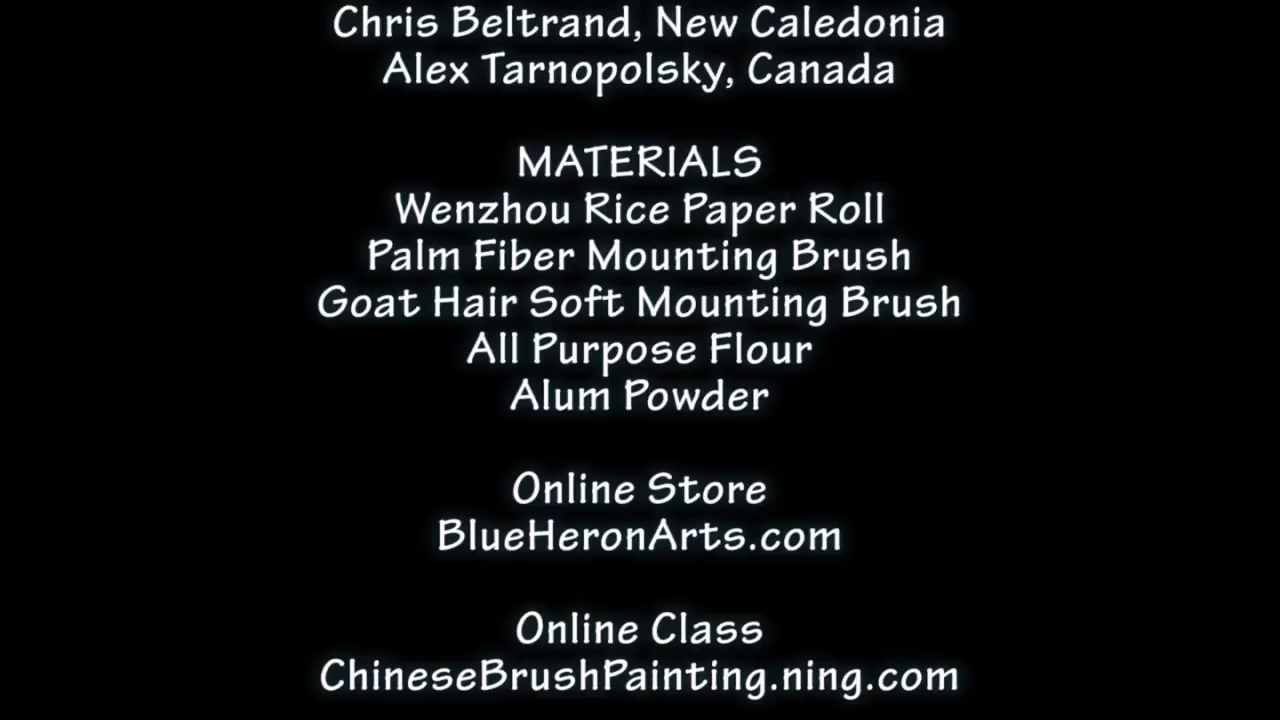 Chris Beltrand, New Caledonia
Alex Tarnopolsky, Canada
MATERIALS
Wenzhou Rice Paper Roll
Palm Fiber Mounting Brush
Goat Hair Soft Mounting Brush
All Purpose Flour
Alum Powder
Online Store
BlueHeronArts.com
Online Class
ChineseBrushPainting.ning.com